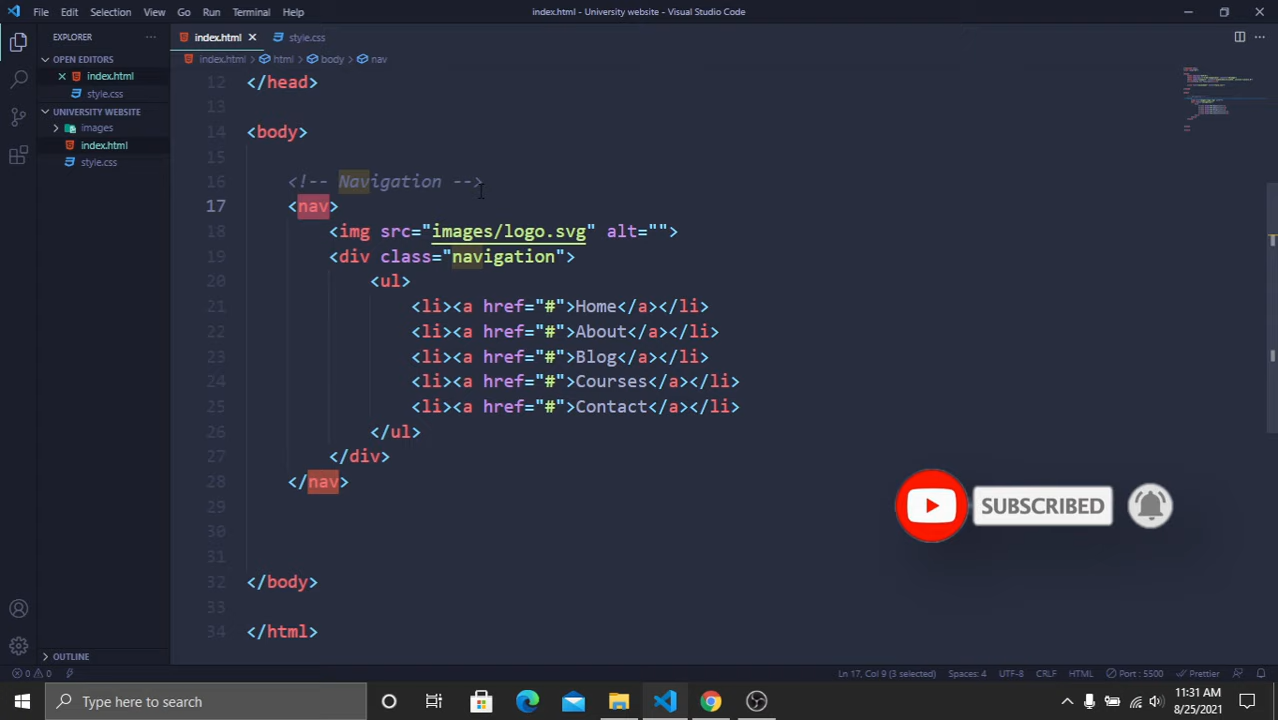 File Edit Selection View Go Run Terminal Help
index.html - University website - Visual Studio Code
EXPLORER
index.html
style.css
OPEN EDITORS
index.html
style.css
UNIVERSITY WEBSITE
images
index.html
style.css
OUTLINE
index.html > html > body > nav
12 </head>
13
14 <body>
15
16 <!-- Navigation -->
17 <nav>
18 <img src="images/logo.svg" alt="">
19 <div class="navigation">
20 <ul>
21 <li><a href="#">Home</a></li>
22 <li><a href="#">About</a></li>
23 <li><a href="#">Blog</a></li>
24 <li><a href="#">Courses</a></li>
25 <li><a href="#">Contact</a></li>
26 </ul>
27 </div>
28 </nav>
29
30
31
32 </body>
33
34 </html>
SUBSCRIBED
0 0
Ln 17, Col 9 (3 selected) Spaces: 4 UTF-8 CRLF HTML Port : 5500 Prettier
Type here to search
11:31 AM
8/25/2021